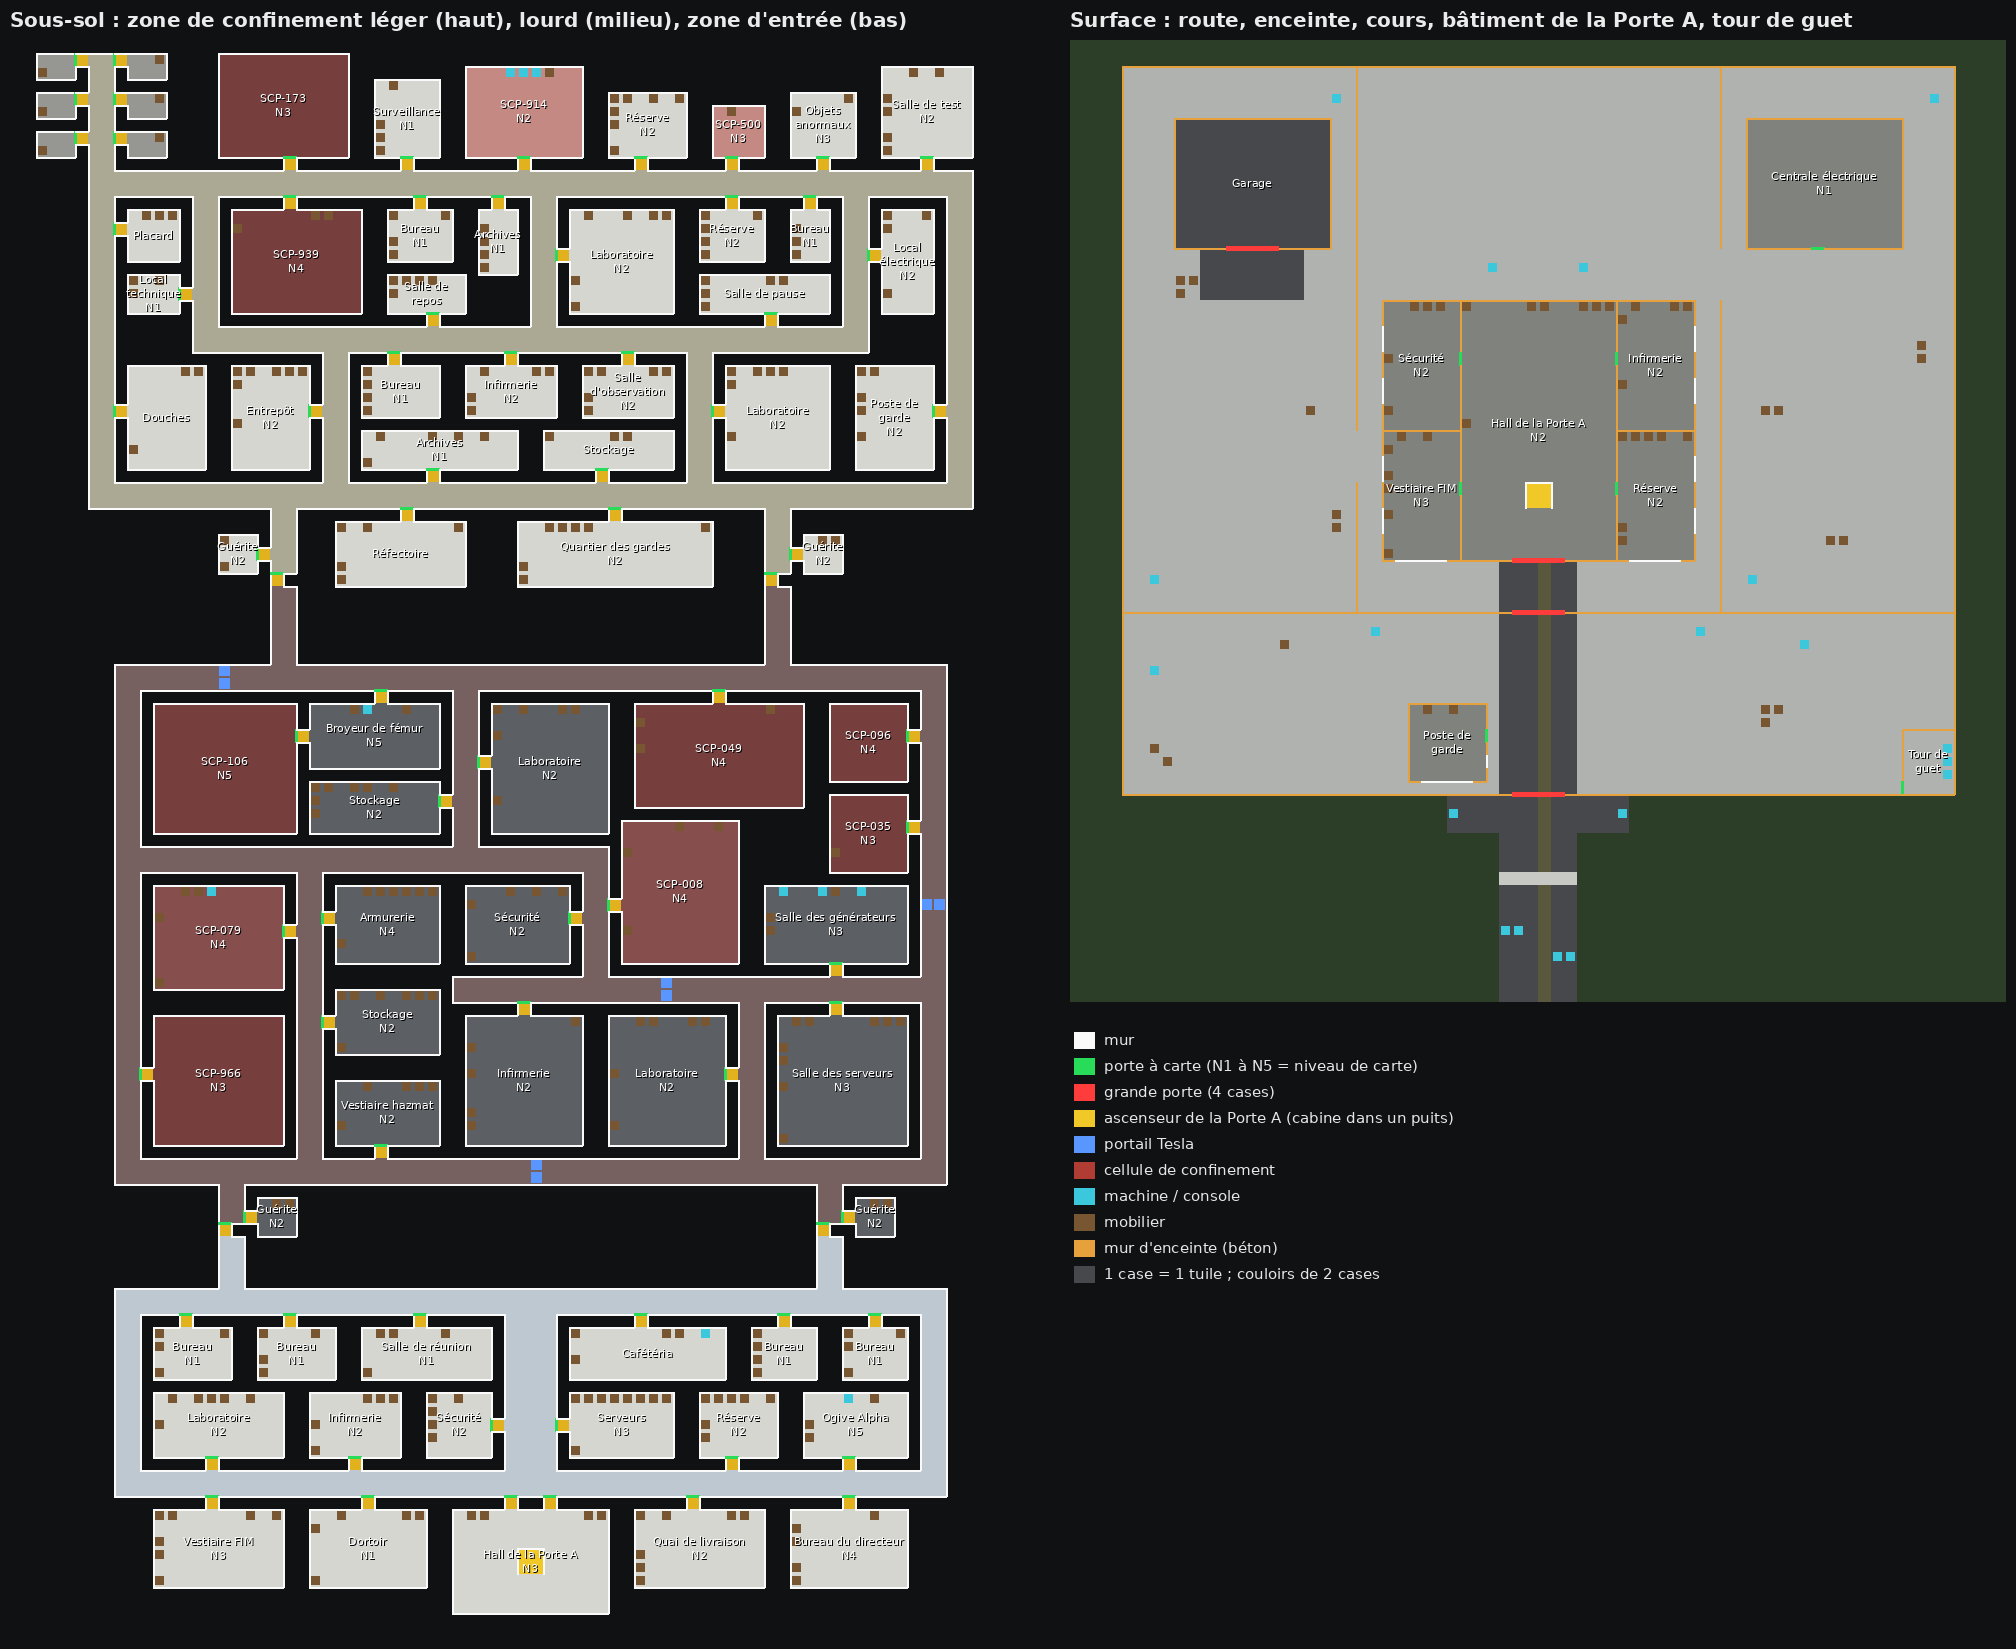 Sous-sol : zone de confinement léger (haut), lourd (milieu), zone d'entrée (bas)
SCP-173
N3
Surveillance
N1
SCP-914
N2
Réserve
N2
SCP-500
N3
Objets
anormaux
N3
Salle de test
N2
Placard
Local
technique
N1
SCP-939
N4
Bureau
N1
Archives
N1
Salle de
repos
Laboratoire
N2
Réserve
N2
Bureau
N1
Salle de pause
Local
électrique
N2
Douches
Entrepôt
N2
Bureau
N1
Infirmerie
N2
Salle
d'observation
N2
Archives
N1
Stockage
Laboratoire
N2
Poste de
garde
N2
Guérite
N2
Réfectoire
Quartier des gardes
N2
Guérite
N2
SCP-106
N5
Broyeur de fémur
N5
Stockage
N2
Laboratoire
N2
SCP-049
N4
SCP-096
N4
SCP-035
N3
SCP-008
N4
SCP-079
N4
Armurerie
N4
Sécurité
N2
Salle des générateurs
N3
Stockage
N2
SCP-966
N3
Vestiaire hazmat
N2
Infirmerie
N2
Laboratoire
N2
Salle des serveurs
N3
Guérite
N2
Guérite
N2
Bureau
N1
Bureau
N1
Salle de réunion
N1
Cafétéria
Bureau
N1
Bureau
N1
Laboratoire
N2
Infirmerie
N2
Sécurité
N2
Serveurs
N3
Réserve
N2
Ogive Alpha
N5
Vestiaire FIM
N3
Dortoir
N1
Hall de la Porte A
N3
Quai de livraison
N2
Bureau du directeur
N4
Surface : route, enceinte, cours, bâtiment de la Porte A, tour de guet
Garage
Centrale électrique
N1
Sécurité
N2
Infirmerie
N2
Hall de la Porte A
N2
Vestiaire FIM
N3
Réserve
N2
Poste de
garde
Tour de
guet
mur
porte à carte (N1 à N5 = niveau de carte)
grande porte (4 cases)
ascenseur de la Porte A (cabine dans un puits)
portail Tesla
cellule de confinement
machine / console
mobilier
mur d'enceinte (béton)
1 case = 1 tuile ; couloirs de 2 cases